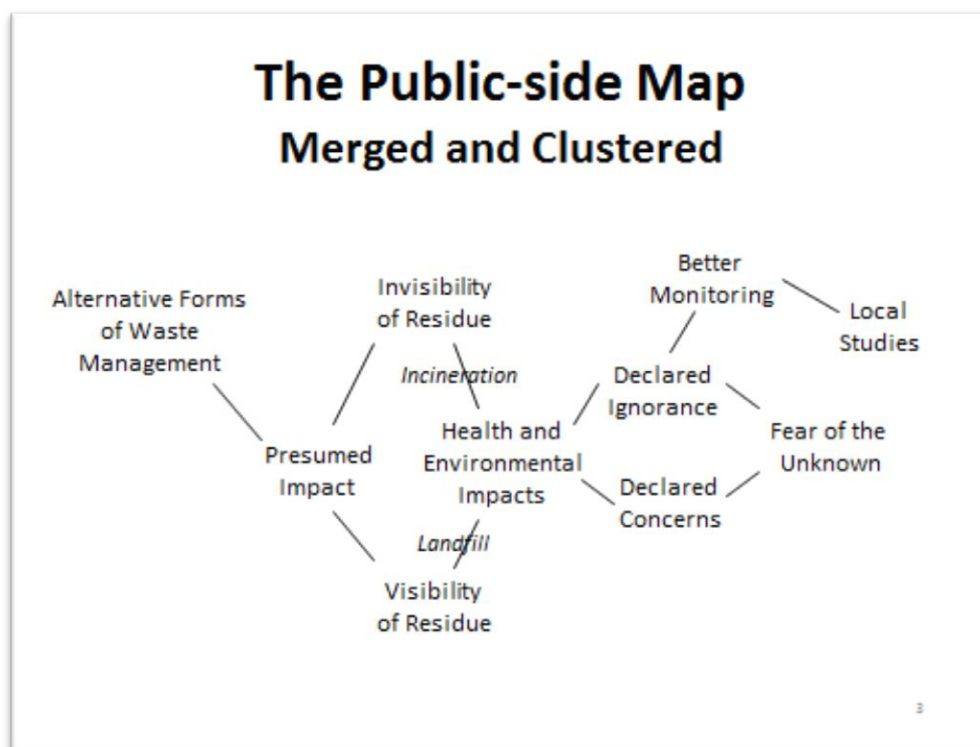 The Public-side Map
Merged and Clustered
Alternative Forms
of Waste
Management
Presumed
Impact
Invisibility
of Residue
Incineration
Health and
Environmental
Impacts
Landfill
Visibility
of Residue
Better
Monitoring
Local
Studies
Declared
Ignorance
Fear of the
Unknown
Declared
Concerns
3